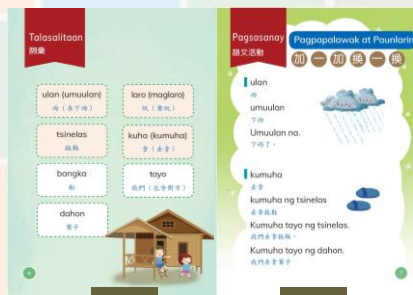 Talasalitaan
詞彙
ulan (umuulan)
雨（在下雨）
tsinelas
拖鞋
bangka
船
dahon
葉子
laro (maglaro)
玩（要玩）
kuha (kumuha)
拿（去拿）
tayo
我們（包含對方）
6
Pagsasanay
語文活動
Pagpapalawak at Paunlarin
加一加換一換
ulan
雨
umuulan
下雨
Umuulan na.
下雨了。
kumuha
去拿
kumuha ng tsinelas
去拿拖鞋
Kumuha tayo ng tsinelas.
我們去拿拖鞋。
Kumuha tayo ng dahon.
我們去拿葉子
7